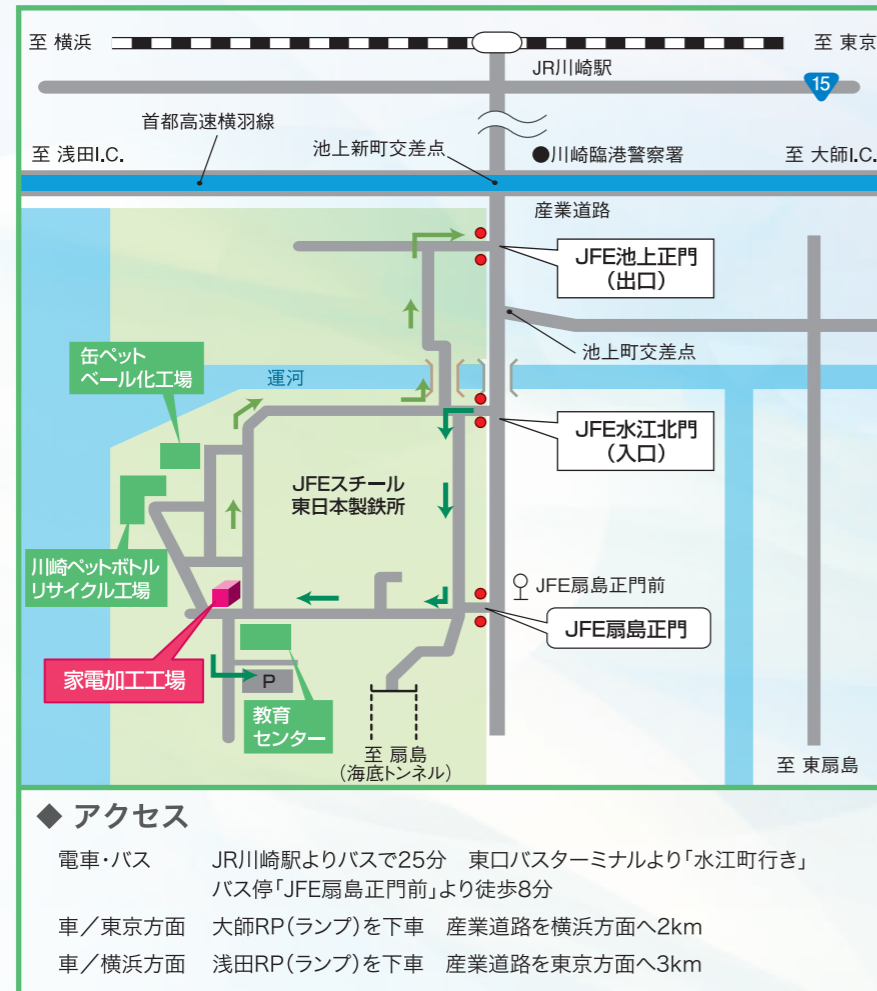 至 横浜
至 東京
JR川崎駅
15
首都高速横羽線
至 浅田I.C.
池上新町交差点
●川崎臨港警察署
至 大師I.C.
産業道路
JFE池上正門
（出口）
池上町交差点
缶ペット
ベール化工場
運河
JFE水江北門
（入口）
JFEスチール
東日本製鉄所
川崎ペットボトル
リサイクル工場
JFE扇島正門前
JFE扇島正門
家電加工工場
P
教育
センター
至 扇島
（海底トンネル）
至 東扇島
◆ アクセス
電車・バス JR川崎駅よりバスで25分 東口バスターミナルより「水江町行き」
バス停「JFE扇島正門前」より徒歩8分
車／東京方面 大師RP（ランプ）を下車 産業道路を横浜方面へ2km
車／横浜方面 浅田RP（ランプ）を下車 産業道路を東京方面へ3km